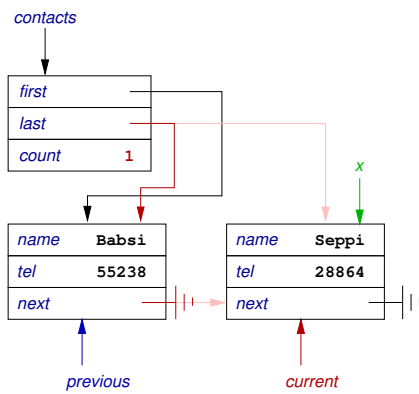 contacts
first
last
count 1
x
name Babsi
tel 55238
next
name Seppi
tel 28864
next
previous
current